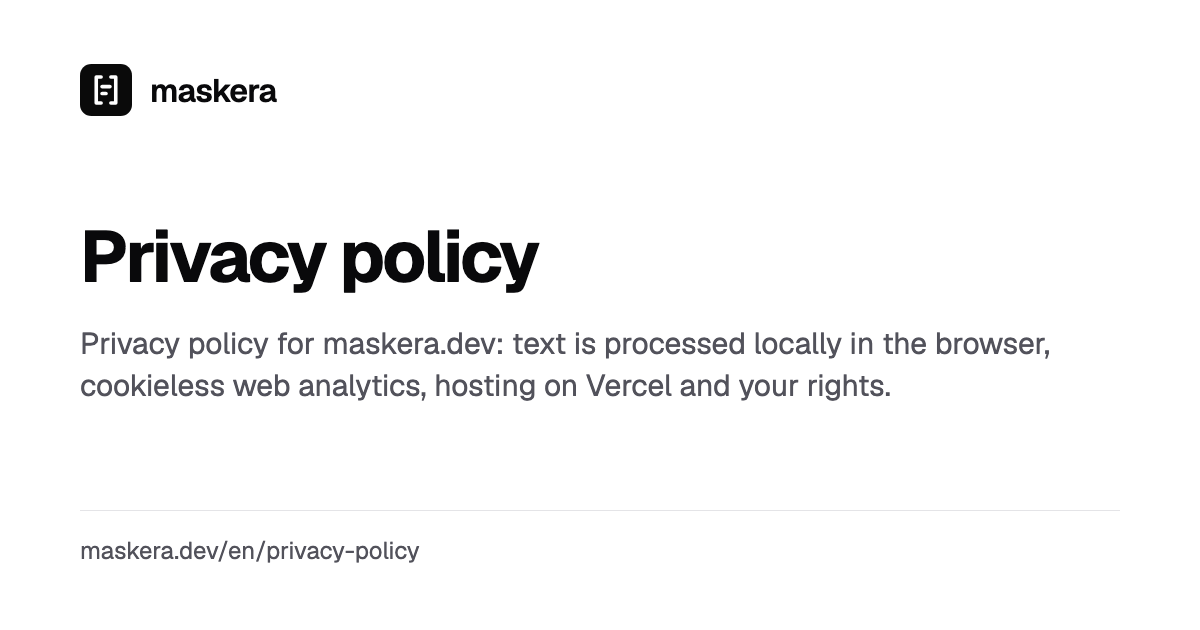 maskera
Privacy policy
Privacy policy for maskera.dev: text is processed locally in the browser,
cookieless web analytics, hosting on Vercel and your rights.
maskera.dev/en/privacy-policy